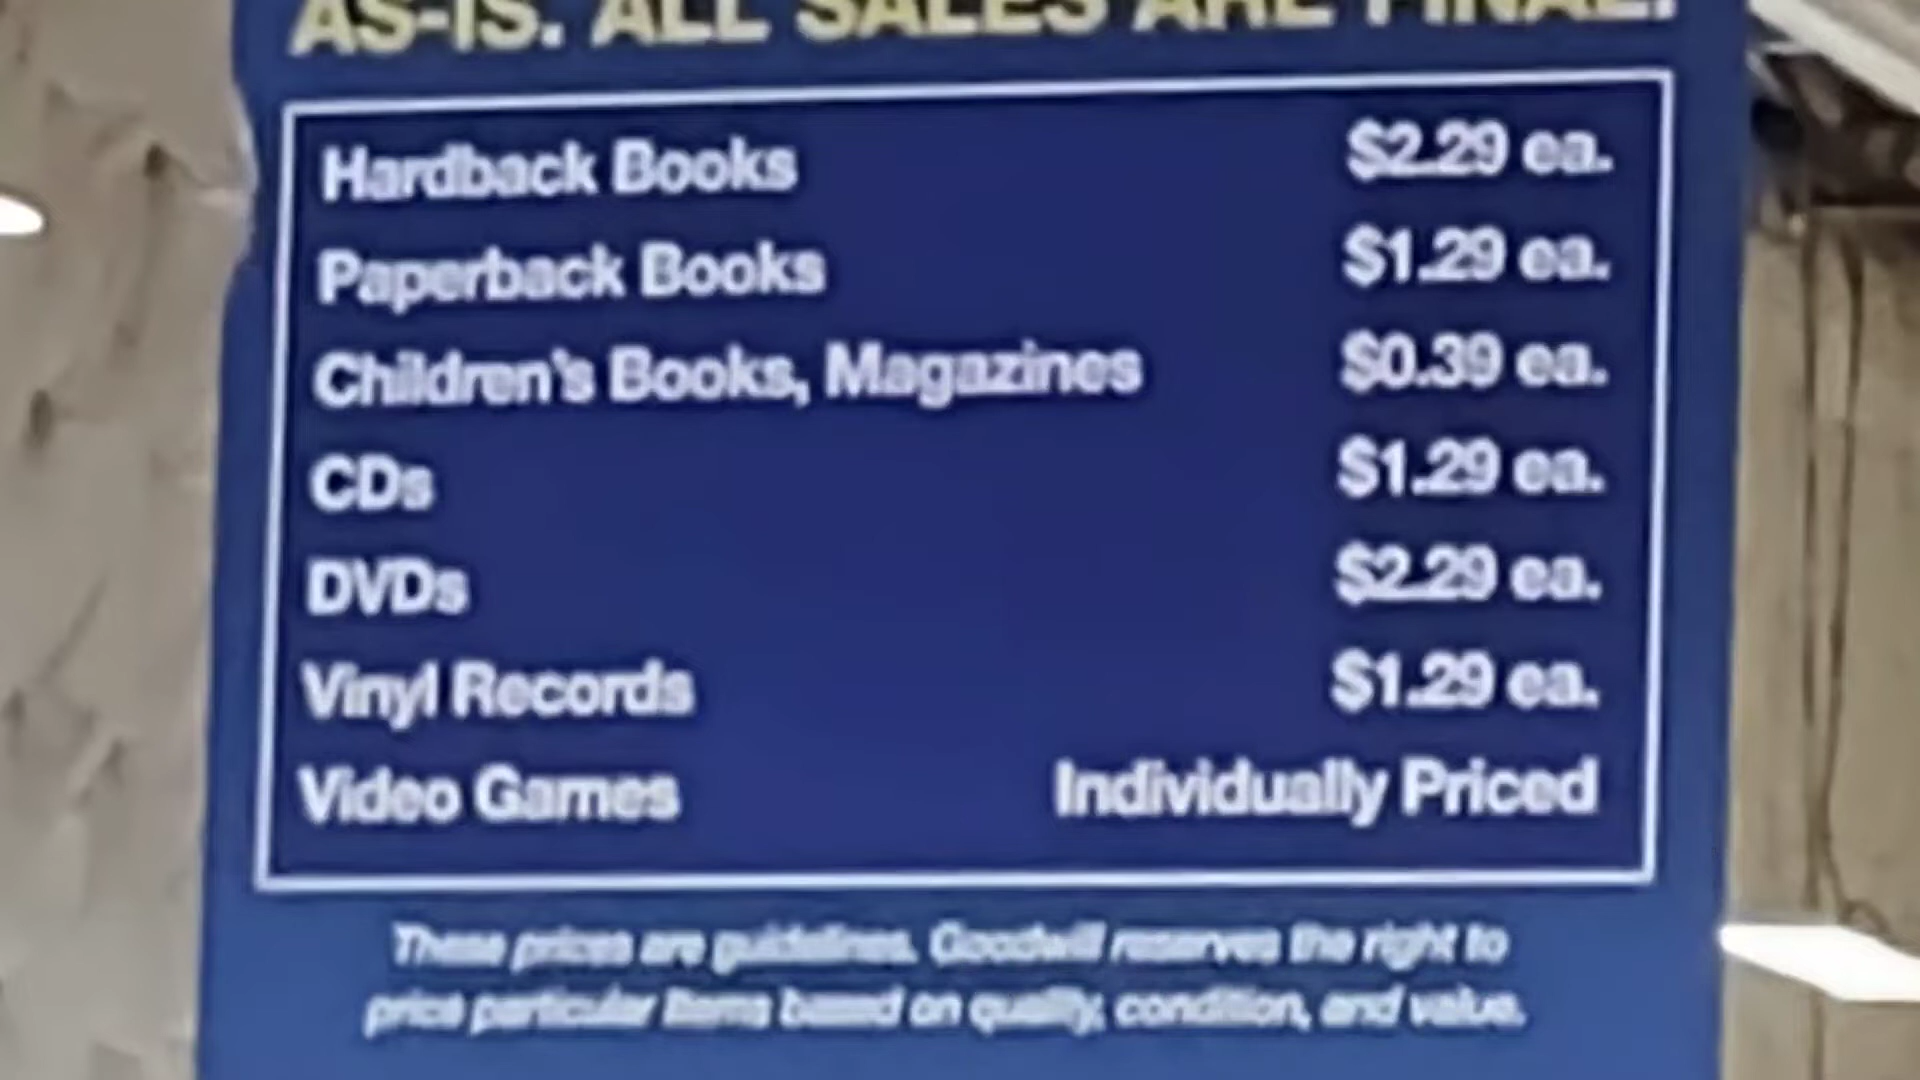 AS-IS. ALL SALES ARE FINAL.
Hardback Books $2.29 ea.
Paperback Books $1.29 ea.
Children's Books, Magazines $0.39 ea.
CDs $1.29 ea.
DVDs $2.29 ea.
Vinyl Records $1.29 ea.
Video Games Individually Priced
These prices are guidelines. Goodwill reserves the right to
price particular items based on quality, condition, and value.